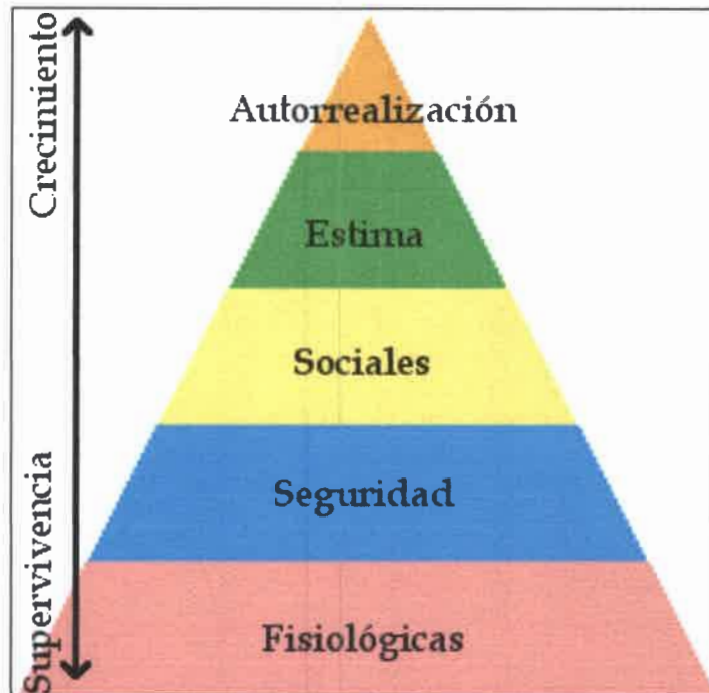 Crecimiento
Supervivencia
Autorrealización
Estima
Sociales
Seguridad
Fisiológicas